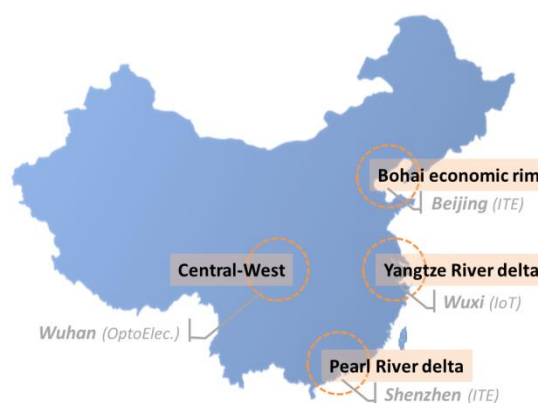 Bohai economic rim
Beijing (ITE)
Central-West
Yangtze River delta
Wuxi (IoT)
Wuhan (OptoElec.)
Pearl River delta
Shenzhen (ITE)